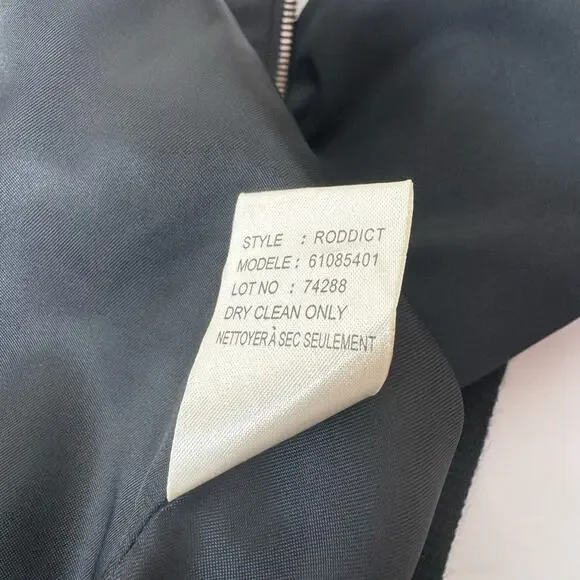 STYLE : RODDICT
MODELE : 61085401
LOT NO : 74288
DRY CLEAN ONLY
NETTOYER À SEC SEULEMENT